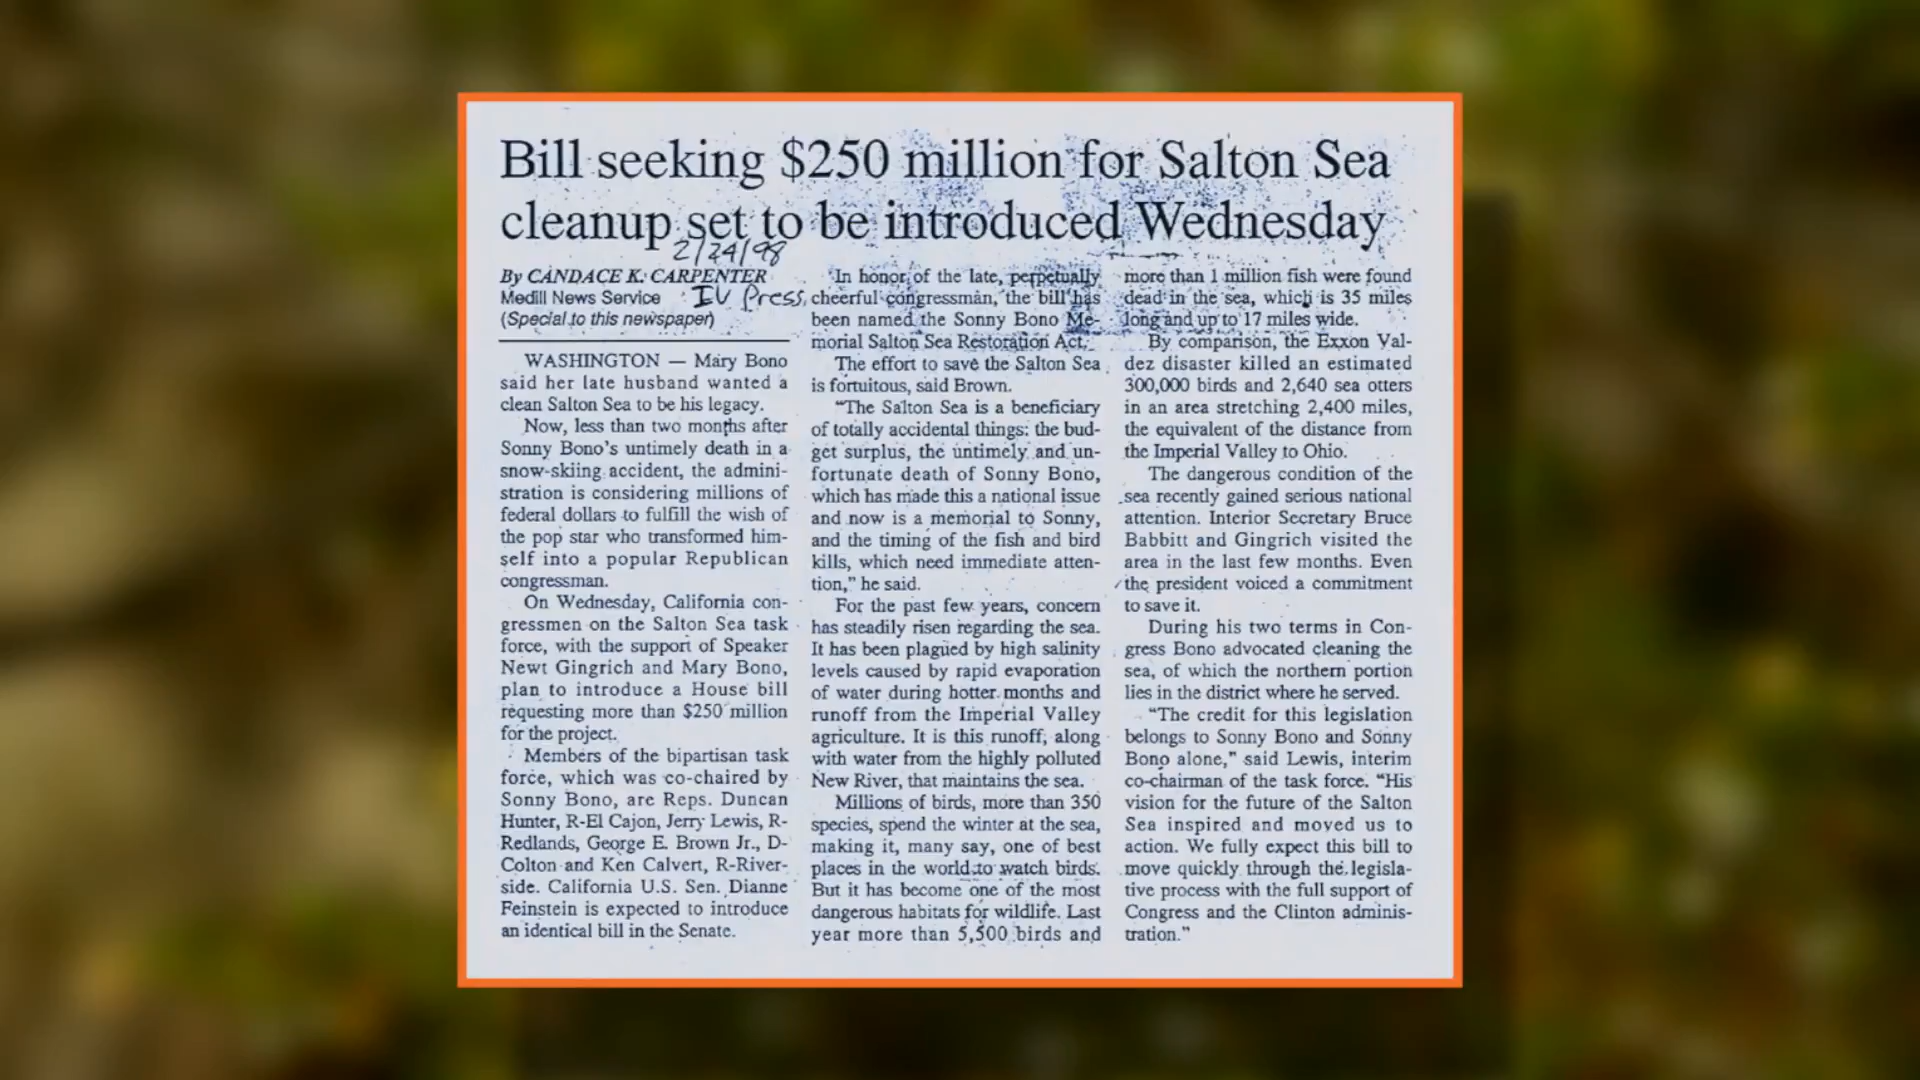 Bill seeking $250 million for Salton Sea
cleanup set to be introduced Wednesday
2/24/98
By CANDACE K. CARPENTER
Medill News Service
IV Press
(Special to this newspaper)
WASHINGTON — Mary Bono
said her late husband wanted a
clean Salton Sea to be his legacy.
Now, less than two months after
Sonny Bono's untimely death in a
snow-skiing accident, the admini-
stration is considering millions of
federal dollars to fulfill the wish of
the pop star who transformed him-
self into a popular Republican
congressman.
On Wednesday, California con-
gressmen on the Salton Sea task
force, with the support of Speaker
Newt Gingrich and Mary Bono,
plan to introduce a House bill
requesting more than $250 million
for the project.
Members of the bipartisan task
force, which was co-chaired by
Sonny Bono, are Reps. Duncan
Hunter, R-El Cajon, Jerry Lewis, R-
Redlands, George E. Brown Jr., D-
Colton and Ken Calvert, R-River-
side. California U.S. Sen. Dianne
Feinstein is expected to introduce
an identical bill in the Senate.
In honor of the late, perpetually
cheerful congressman, the bill has
been named the Sonny Bono Me-
morial Salton Sea Restoration Act.
The effort to save the Salton Sea
is fortuitous, said Brown.
"The Salton Sea is a beneficiary
of totally accidental things: the bud-
get surplus, the untimely and un-
fortunate death of Sonny Bono,
which has made this a national issue
and now is a memorial to Sonny,
and the timing of the fish and bird
kills, which need immediate atten-
tion," he said.
For the past few years, concern
has steadily risen regarding the sea.
It has been plagued by high salinity
levels caused by rapid evaporation
of water during hotter months and
runoff from the Imperial Valley
agriculture. It is this runoff, along
with water from the highly polluted
New River, that maintains the sea.
Millions of birds, more than 350
species, spend the winter at the sea,
making it, many say, one of best
places in the world to watch birds.
But it has become one of the most
dangerous habitats for wildlife. Last
year more than 5,500 birds and
more than 1 million fish were found
dead in the sea, which is 35 miles
long and up to 17 miles wide.
By comparison, the Exxon Val-
dez disaster killed an estimated
300,000 birds and 2,640 sea otters
in an area stretching 2,400 miles,
the equivalent of the distance from
the Imperial Valley to Ohio.
The dangerous condition of the
sea recently gained serious national
attention. Interior Secretary Bruce
Babbitt and Gingrich visited the
area in the last few months. Even
the president voiced a commitment
to save it.
During his two terms in Con-
gress Bono advocated cleaning the
sea, of which the northern portion
lies in the district where he served.
"The credit for this legislation
belongs to Sonny Bono and Sonny
Bono alone," said Lewis, interim
co-chairman of the task force. "His
vision for the future of the Salton
Sea inspired and moved us to
action. We fully expect this bill to
move quickly through the legisla-
tive process with the full support of
Congress and the Clinton adminis-
tration."